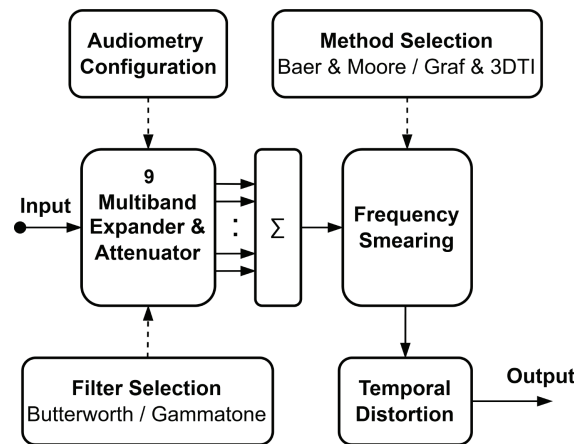 Audiometry
Configuration
Method Selection
Baer & Moore / Graf & 3DTI
9
Multiband
Expander &
Attenuator
Input
:
Σ
Frequency
Smearing
Filter Selection
Butterworth / Gammatone
Temporal
Distortion
Output